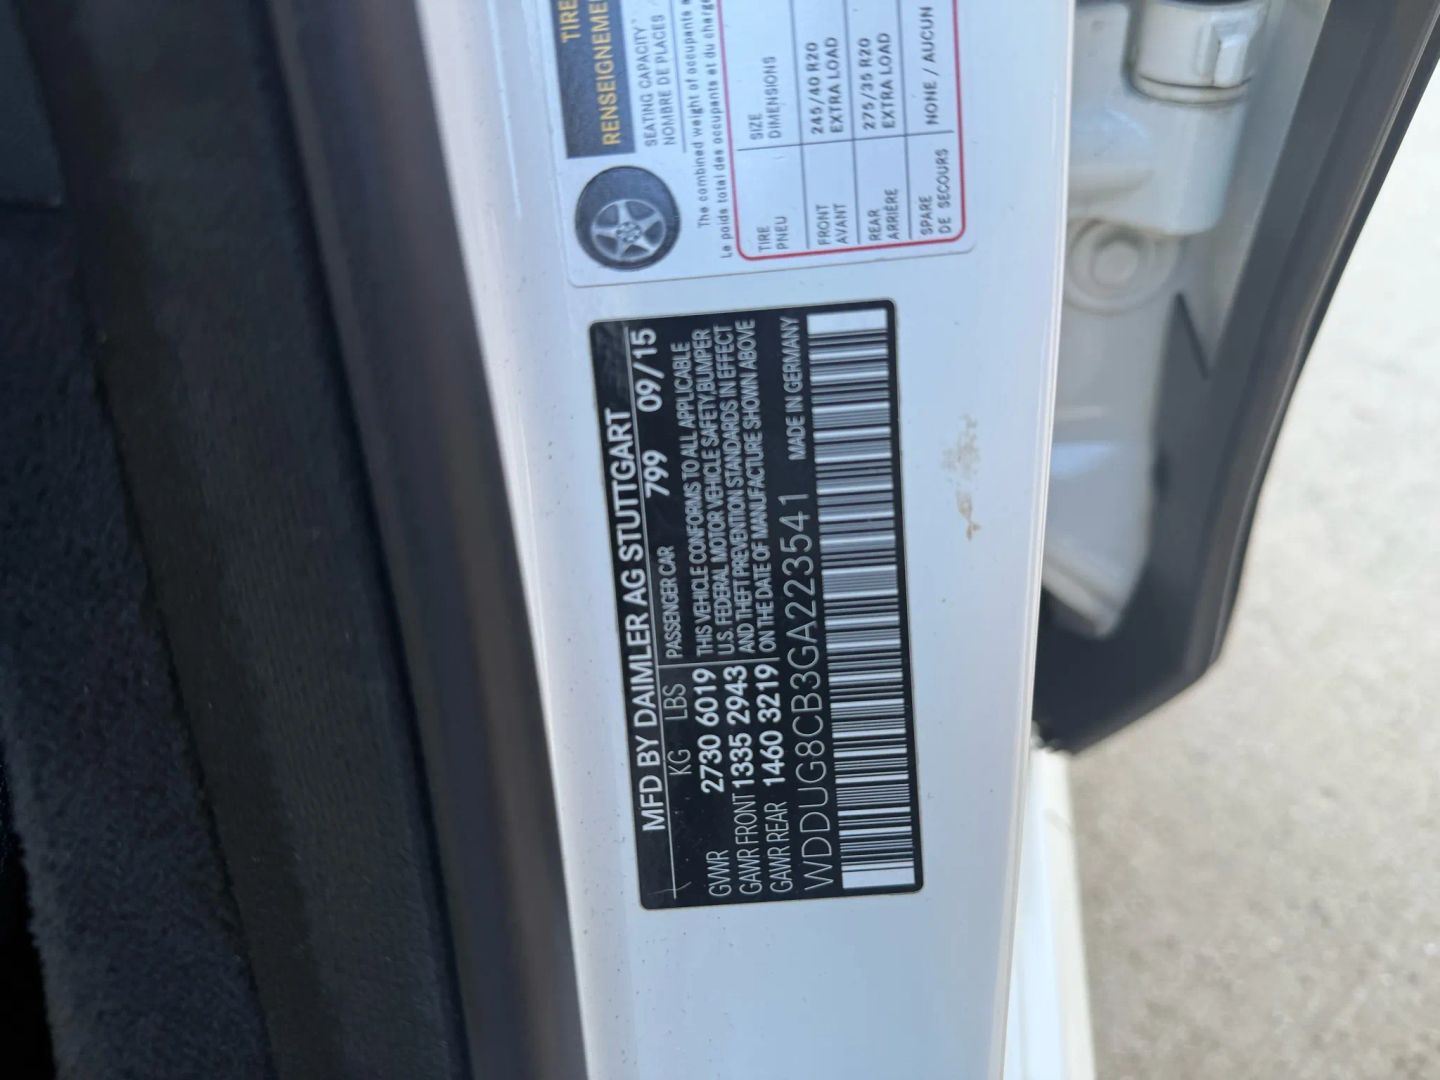 TIRE
RENSEIGNEME
SEATING CAPACITY
NOMBRE DE PLACES
The combined weight of occupants
Le poids total des occupants et du charge
TIRE SIZE
PNEU DIMENSIONS
FRONT 245/40 R20
AVANT EXTRA LOAD
REAR 275/35 R20
ARRIÈRE EXTRA LOAD
SPARE NONE / AUCUN
DE SECOURS
MFD BY DAIMLER AG STUTTGART
KG LBS PASSENGER CAR 799 09/15
GVWR 2730 6019
GAWR FRONT 1335 2943
GAWR REAR 1460 3219
THIS VEHICLE CONFORMS TO ALL APPLICABLE
U.S. FEDERAL MOTOR VEHICLE SAFETY,BUMPER
AND THEFT PREVENTION STANDARDS IN EFFECT
ON THE DATE OF MANUFACTURE SHOWN ABOVE
WDDUG8CB3GA223541 MADE IN GERMANY